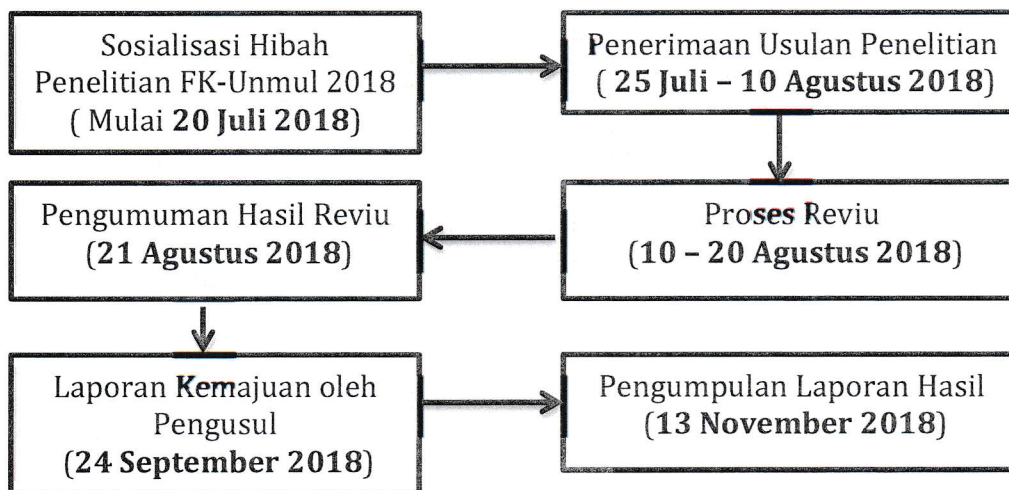 Sosialisasi Hibah
Penelitian FK-Unmul 2018
( Mulai 20 Juli 2018)
Penerimaan Usulan Penelitian
( 25 Juli – 10 Agustus 2018)
Proses Reviu
(10 – 20 Agustus 2018)
Pengumuman Hasil Reviu
(21 Agustus 2018)
Laporan Kemajuan oleh
Pengusul
(24 September 2018)
Pengumpulan Laporan Hasil
(13 November 2018)